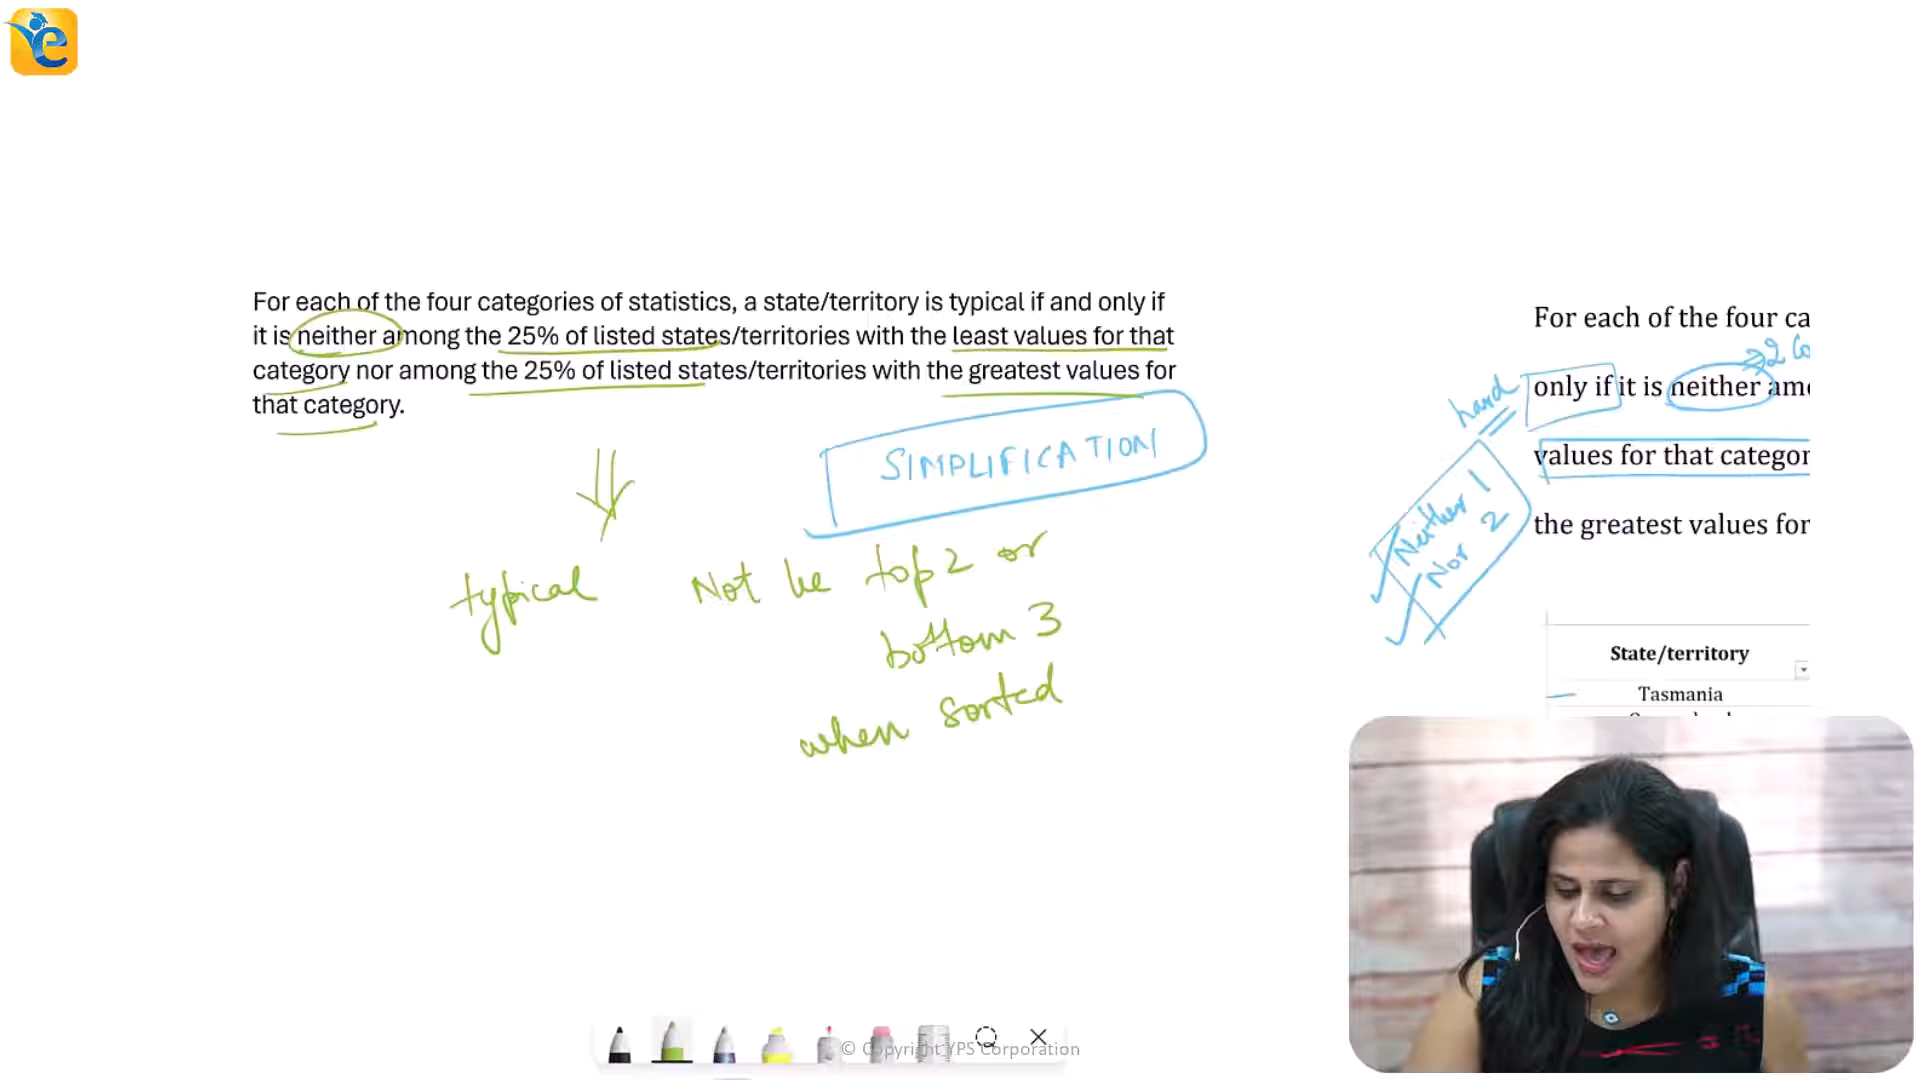 For each of the four categories of statistics, a state/territory is typical if and only if
it is neither among the 25% of listed states/territories with the least values for that
category nor among the 25% of listed states/territories with the greatest values for
that category.
SIMPLIFICATION
typical Not be top 2 or
bottom 3
when sorted
For each of the four ca
2 Co
hard
only if it is neither amo
values for that categor
Neither 1
Nor 2
the greatest values for
State/territory
Tasmania
© Copyright YPS Corporation